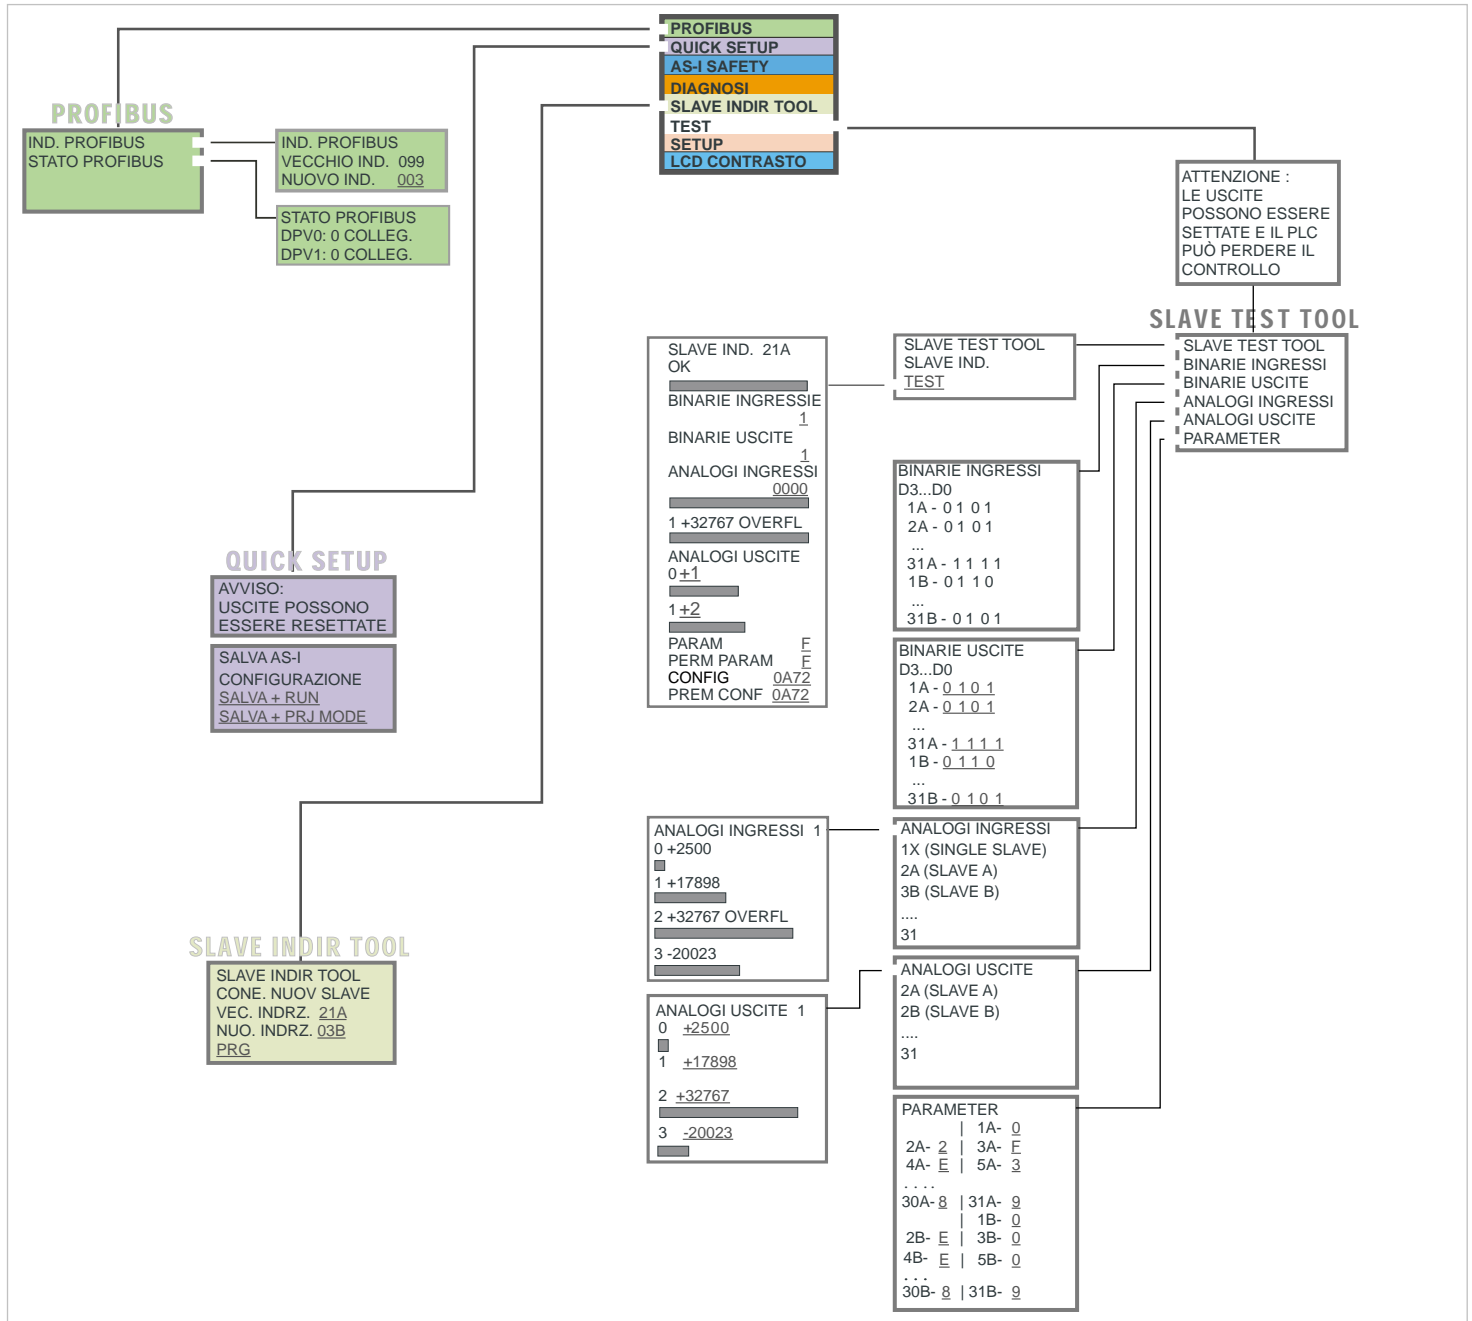 PROFIBUS
QUICK SETUP
AS-I SAFETY
DIAGNOSI
SLAVE INDIR TOOL
TEST
SETUP
LCD CONTRASTO
PROFIBUS
IND. PROFIBUS
STATO PROFIBUS
IND. PROFIBUS
VECCHIO IND. 099
NUOVO IND. 003
STATO PROFIBUS
DPV0: 0 COLLEG.
DPV1: 0 COLLEG.
ATTENZIONE :
LE USCITE
POSSONO ESSERE
SETTATE E IL PLC
PUÒ PERDERE IL
CONTROLLO
SLAVE TEST TOOL
SLAVE TEST TOOL
BINARIE INGRESSI
BINARIE USCITE
ANALOGI INGRESSI
ANALOGI USCITE
PARAMETER
SLAVE TEST TOOL
SLAVE IND.
TEST
SLAVE IND. 21A
OK
BINARIE INGRESSIE
1
BINARIE USCITE
1
ANALOGI INGRESSI
0000
1 +32767 OVERFL
ANALOGI USCITE
0 +1
1 +2
PARAM F
PERM PARAM F
CONFIG 0A72
PREM CONF 0A72
BINARIE INGRESSI
D3...D0
1A - 0 1 0 1
2A - 0 1 0 1
...
31A - 1 1 1 1
1B - 0 1 1 0
...
31B - 0 1 0 1
BINARIE USCITE
D3...D0
1A - 0 1 0 1
2A - 0 1 0 1
...
31A - 1 1 1 1
1B - 0 1 1 0
...
31B - 0 1 0 1
QUICK SETUP
AVVISO:
USCITE POSSONO
ESSERE RESETTATE
SALVA AS-I
CONFIGURAZIONE
SALVA + RUN
SALVA + PRJ MODE
ANALOGI INGRESSI 1
0 +2500
1 +17898
2 +32767 OVERFL
3 -20023
ANALOGI INGRESSI
1X (SINGLE SLAVE)
2A (SLAVE A)
3B (SLAVE B)
....
31
SLAVE INDIR TOOL
SLAVE INDIR TOOL
CONE. NUOV SLAVE
VEC. INDRZ. 21A
NUO. INDRZ. 03B
PRG
ANALOGI USCITE 1
0 +2500
1 +17898
2 +32767
3 -20023
ANALOGI USCITE
2A (SLAVE A)
2B (SLAVE B)
....
31
PARAMETER
| 1A- 0
2A- 2 | 3A- F
4A- E | 5A- 3
. . . .
30A- 8 | 31A- 9
| 1B- 0
2B- E | 3B- 0
4B- E | 5B- 0
. . .
30B- 8 | 31B- 9